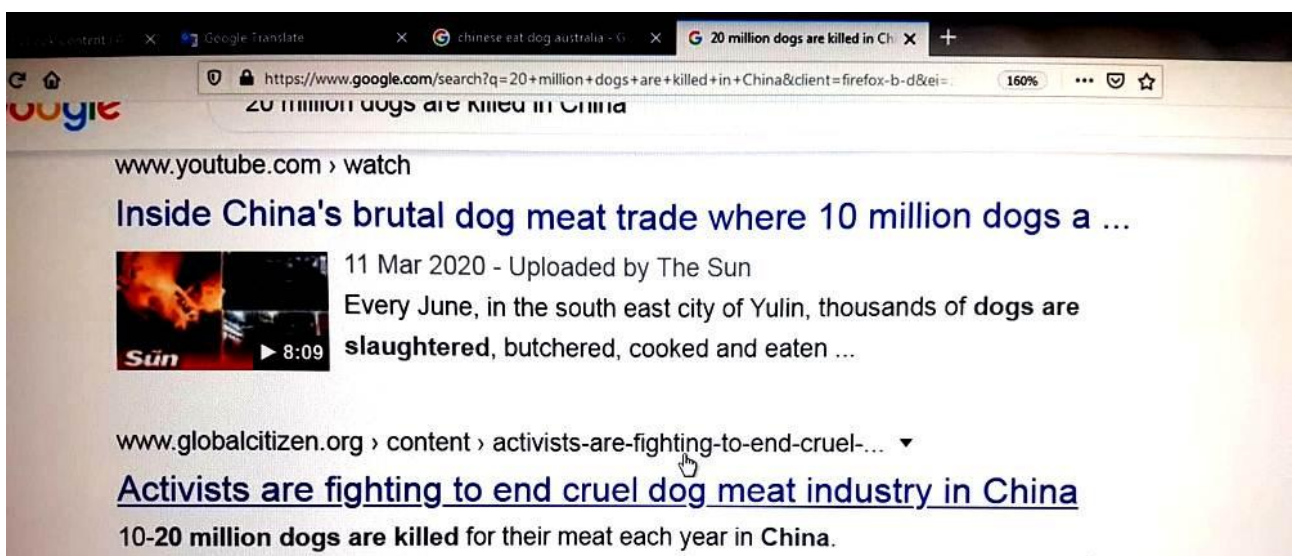 Google Translate
chinese eat dog australia - G
20 million dogs are killed in Ch
https://www.google.com/search?q=20+million+dogs+are+killed+in+China&client=firefox-b-d&ei=
160%
Google
20 million dogs are killed in China
www.youtube.com › watch
Inside China's brutal dog meat trade where 10 million dogs a ...
11 Mar 2020 - Uploaded by The Sun
Every June, in the south east city of Yulin, thousands of dogs are
Sun
8:09
slaughtered, butchered, cooked and eaten ...
www.globalcitizen.org › content › activists-are-fighting-to-end-cruel-...
Activists are fighting to end cruel dog meat industry in China
10-20 million dogs are killed for their meat each year in China.